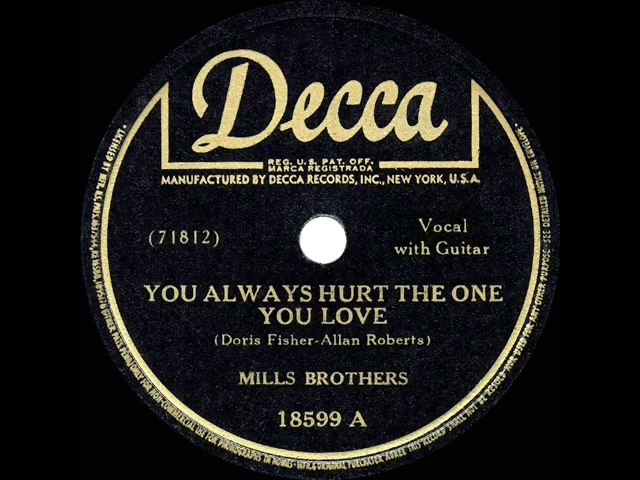 Decca
REG. U.S. PAT. OFF.
MARCA REGISTRADA
MANUFACTURED BY DECCA RECORDS, INC., NEW YORK, U.S.A.
(71812)
Vocal
with Guitar
YOU ALWAYS HURT THE ONE
YOU LOVE
(Doris Fisher-Allan Roberts)
MILLS BROTHERS
18599 A